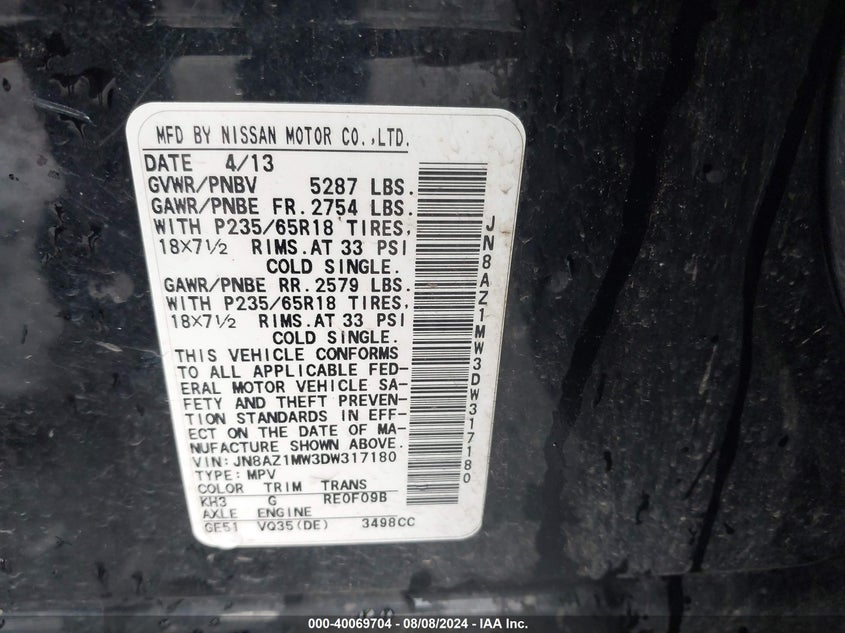 MFD BY NISSAN MOTOR CO.,LTD.
DATE 4/13
GVWR/PNBV 5287 LBS.
GAWR/PNBE FR.2754 LBS.
WITH P235/65R18 TIRES,
18X7½ RIMS.AT 33 PSI
COLD SINGLE.
GAWR/PNBE RR.2579 LBS.
WITH P235/65R18 TIRES,
18X7½ RIMS.AT 33 PSI
COLD SINGLE.
THIS VEHICLE CONFORMS
TO ALL APPLICABLE FED-
ERAL MOTOR VEHICLE SA-
FETY AND THEFT PREVEN-
TION STANDARDS IN EFF-
ECT ON THE DATE OF MA-
NUFACTURE SHOWN ABOVE.
VIN: JN8AZ1MW3DW317180
TYPE: MPV
COLOR TRIM TRANS
KH3 G RE0F09B
AXLE ENGINE
GE51 VQ35(DE) 3498CC
JN8AZ1MW3DW317180
000-40069704 - 08/08/2024 - IAA Inc.